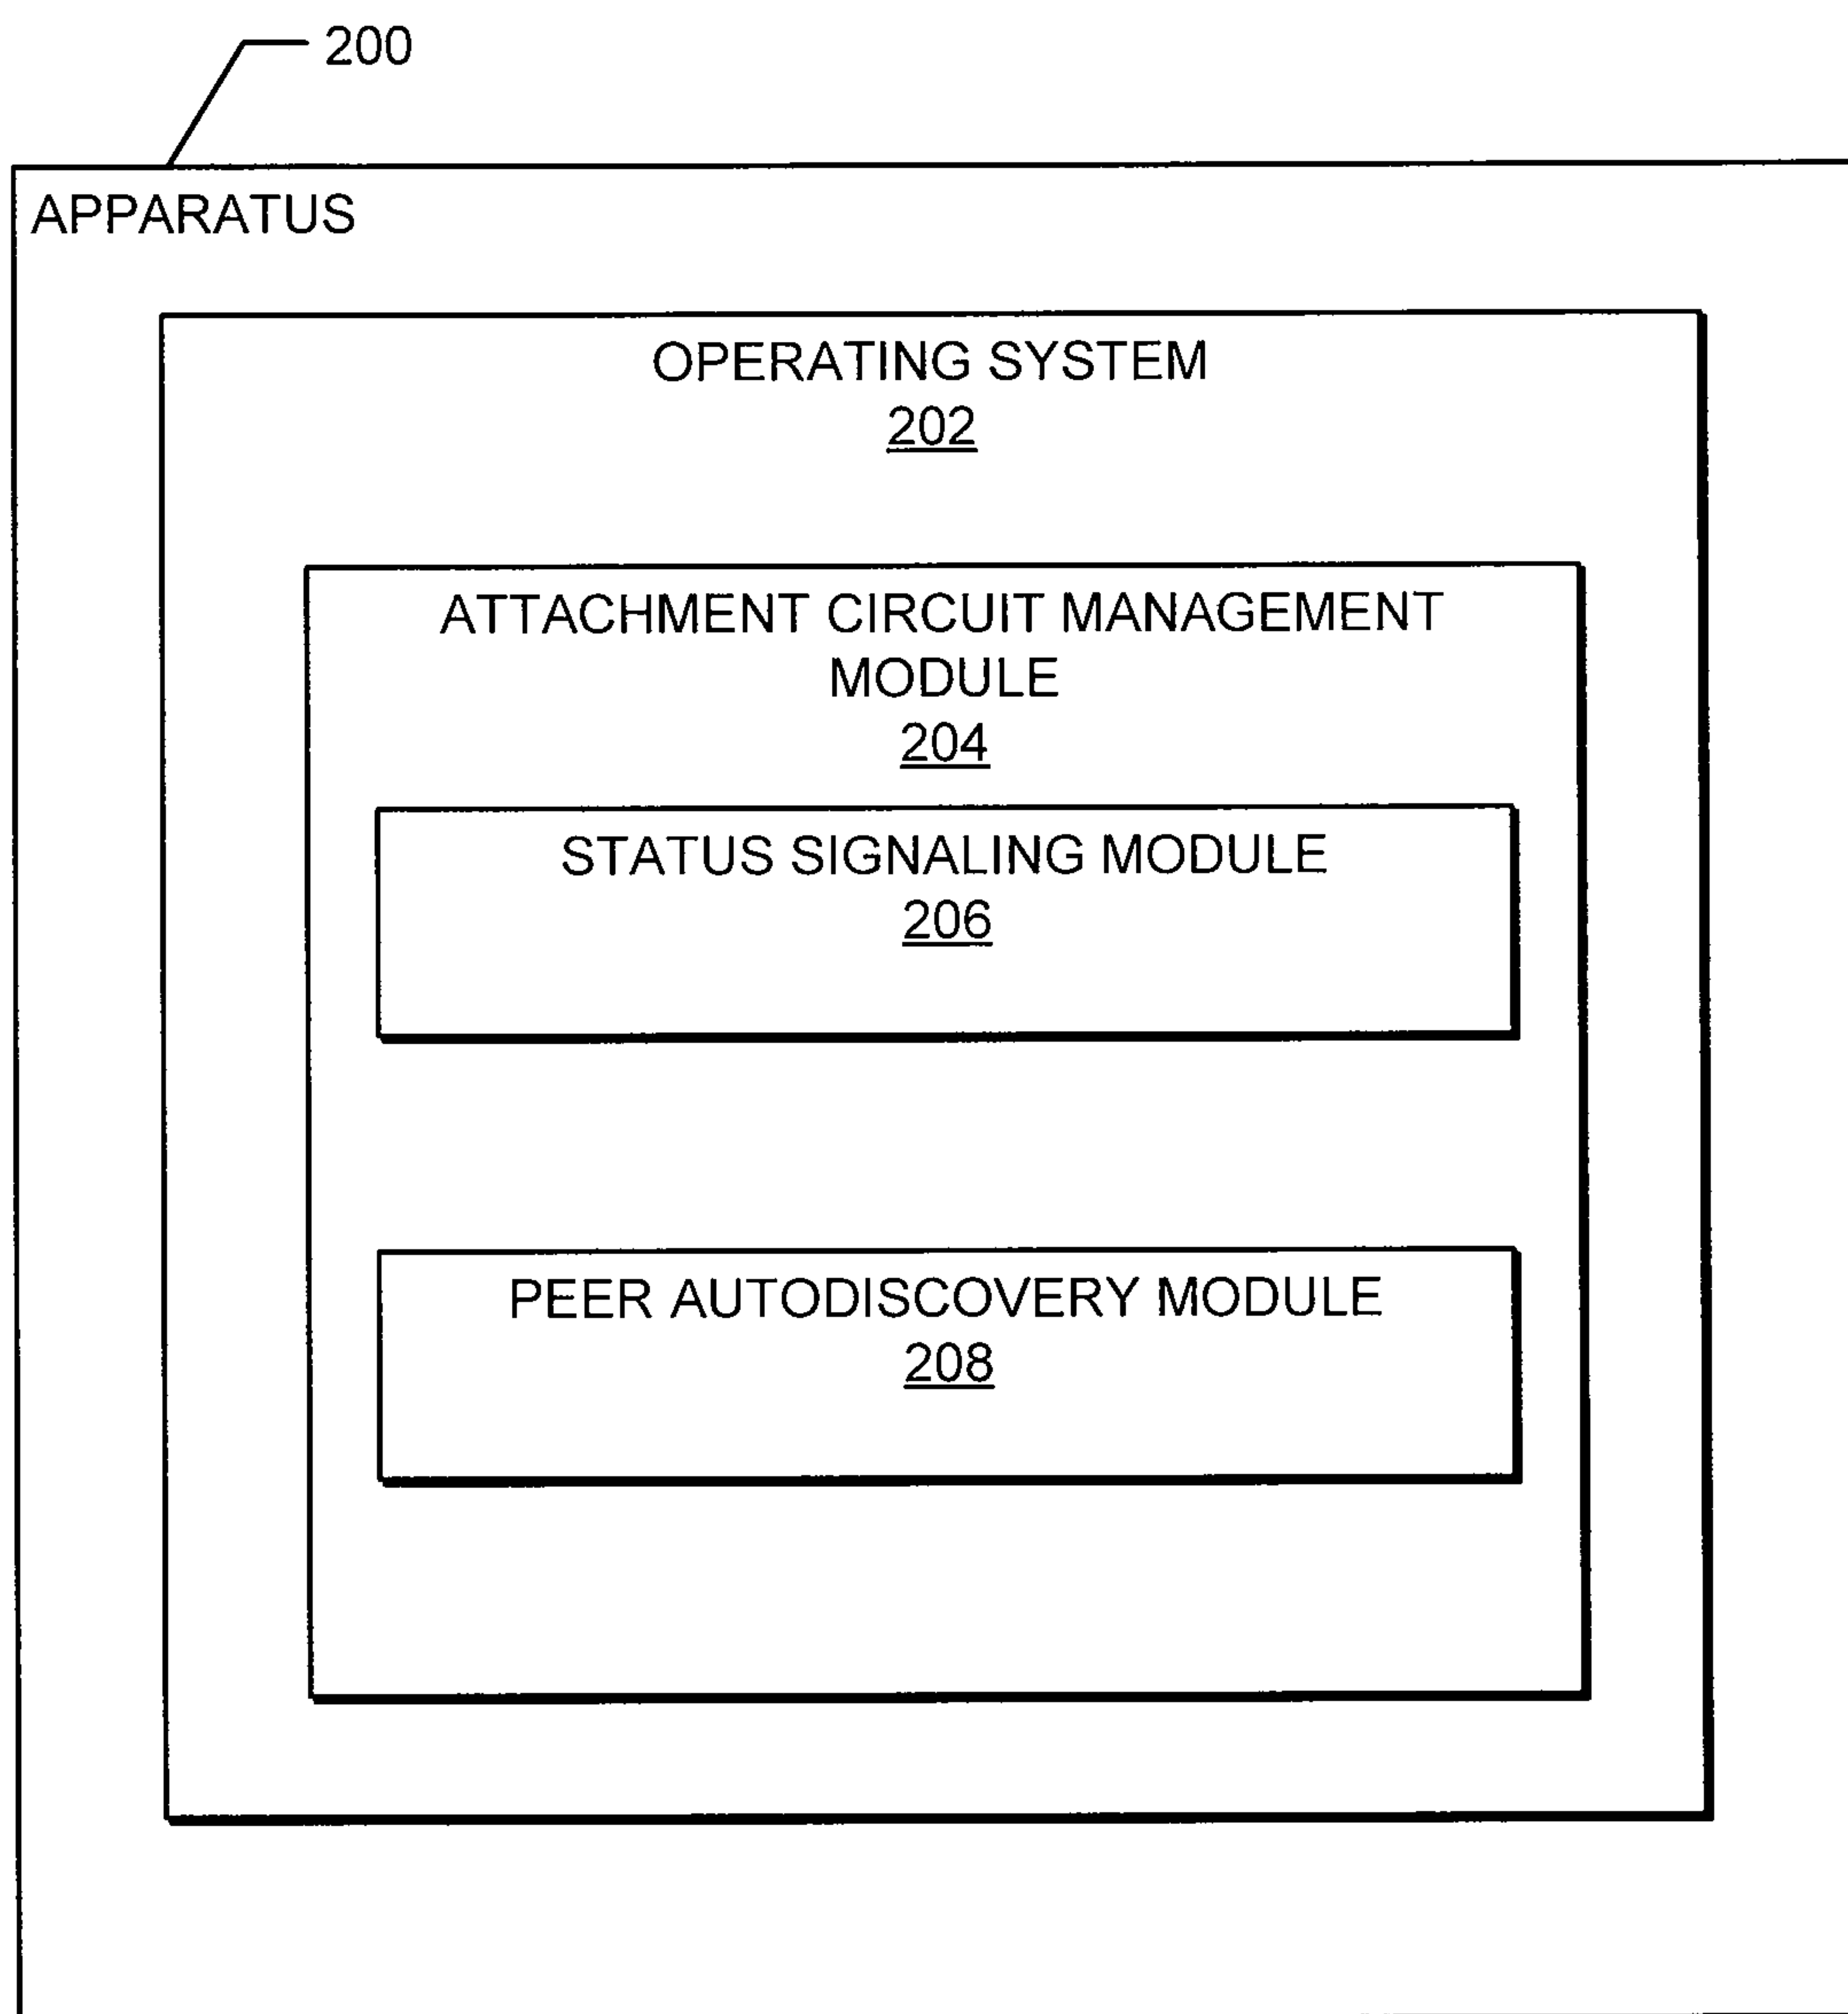 200
APPARATUS
OPERATING SYSTEM
202
ATTACHMENT CIRCUIT MANAGEMENT
MODULE
204
STATUS SIGNALING MODULE
206
PEER AUTODISCOVERY MODULE
208